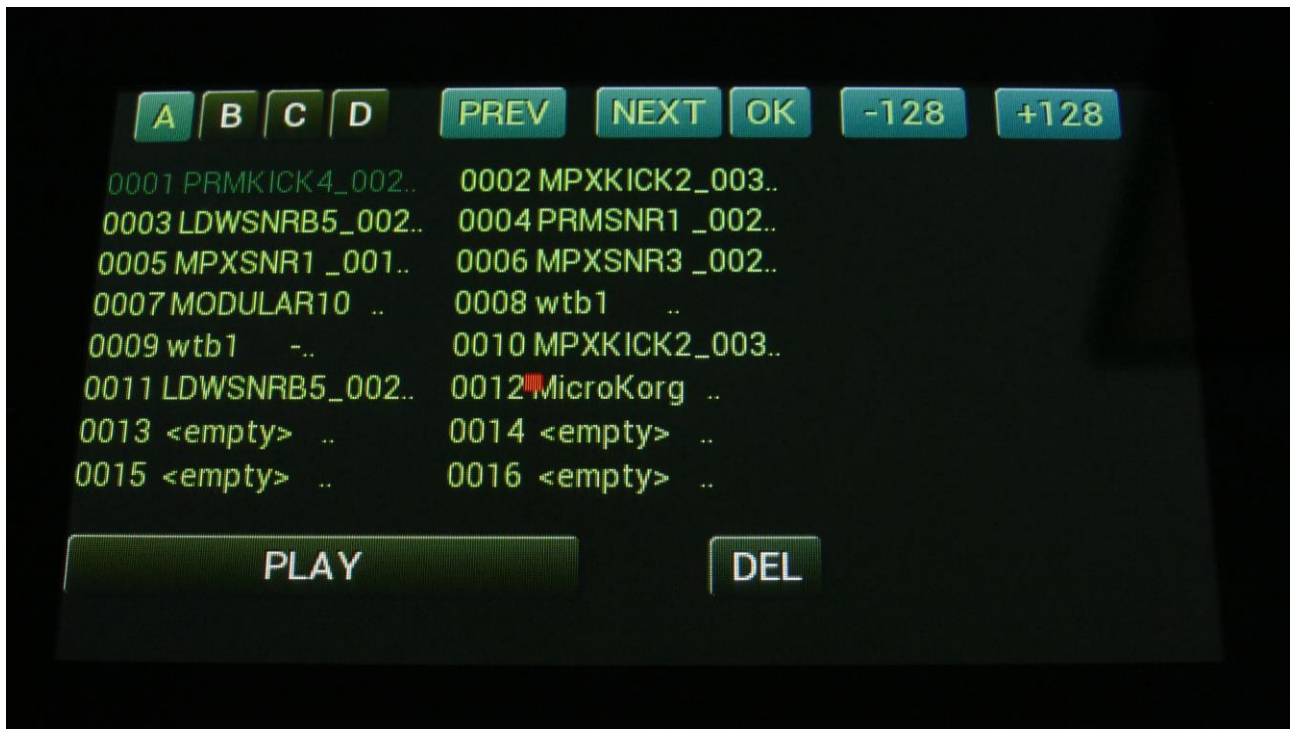 A B C D PREV NEXT OK -128 +128
0001 PRMKICK4_002.. 0002 MPXKICK2_003..
0003 LDWSNRB5_002.. 0004 PRMSNR1 _002..
0005 MPXSNR1 _001.. 0006 MPXSNR3 _002..
0007 MODULAR10 .. 0008 wtb1 ..
0009 wtb1 -.. 0010 MPXKICK2_003..
0011 LDWSNRB5_002.. 0012 MicroKorg ..
0013 <empty> .. 0014 <empty> ..
0015 <empty> .. 0016 <empty> ..
PLAY DEL